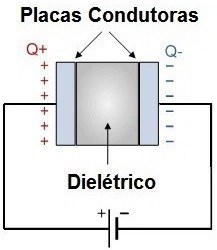 Placas Condutoras
Q+ Q-
+ −
+ −
+ −
+ −
+ −
+ −
Dielétrico
+ −